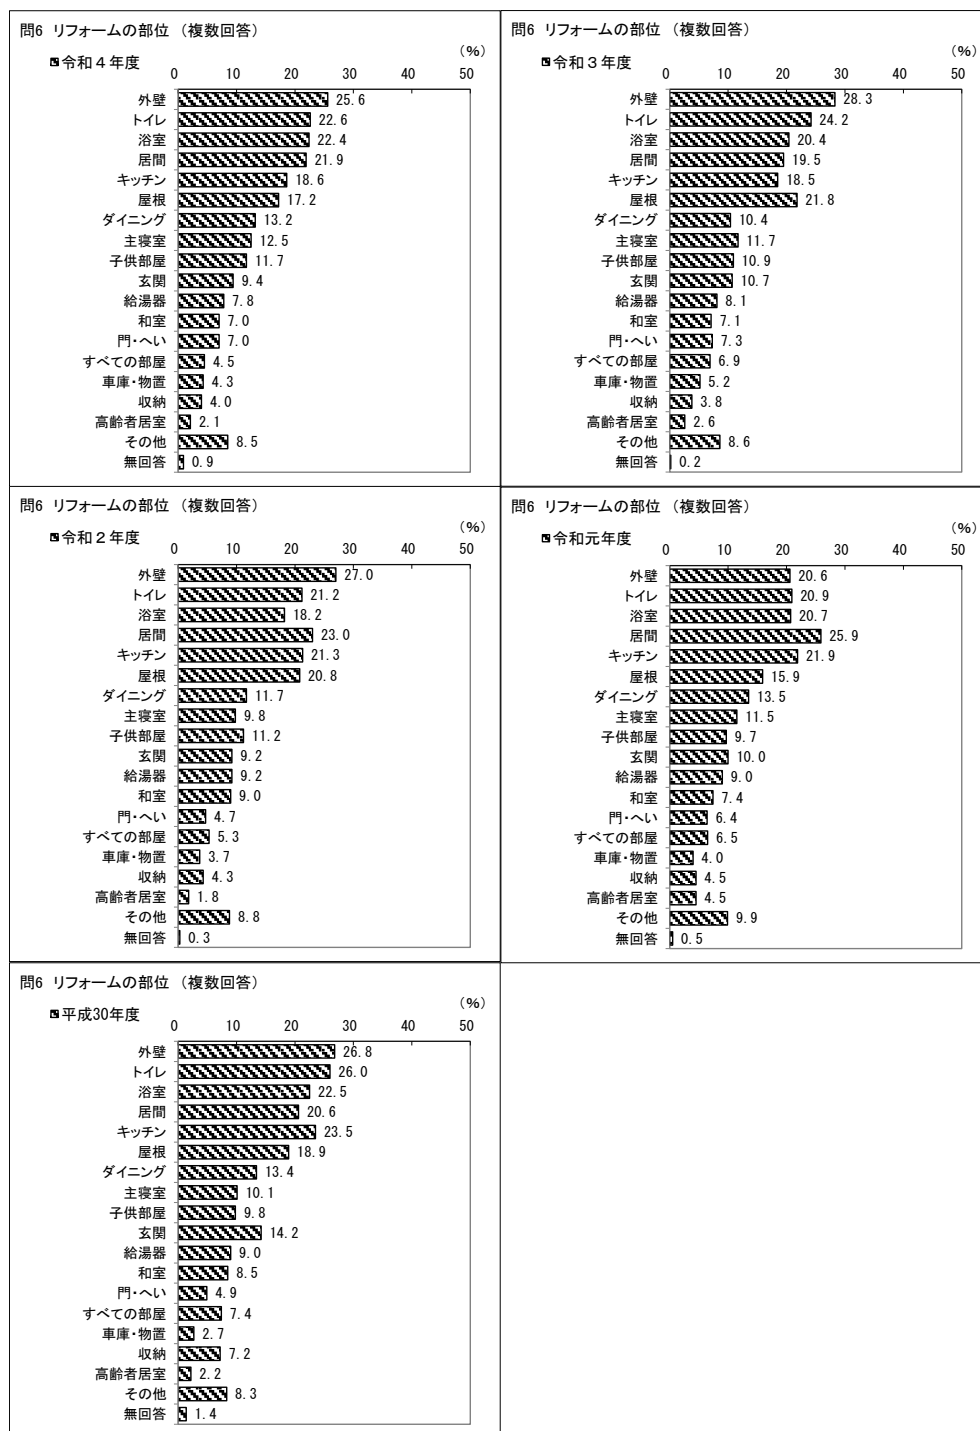 問6 リフォームの部位 (複数回答)
(%)
令和4年度
0 10 20 30 40 50
外壁 25.6
トイレ 22.6
浴室 22.4
居間 21.9
キッチン 18.6
屋根 17.2
ダイニング 13.2
主寝室 12.5
子供部屋 11.7
玄関 9.4
給湯器 7.8
和室 7.0
門・へい 7.0
すべての部屋 4.5
車庫・物置 4.3
収納 4.0
高齢者居室 2.1
その他 8.5
無回答 0.9
問6 リフォームの部位 (複数回答)
(%)
令和3年度
0 10 20 30 40 50
外壁 28.3
トイレ 24.2
浴室 20.4
居間 19.5
キッチン 18.5
屋根 21.8
ダイニング 10.4
主寝室 11.7
子供部屋 10.9
玄関 10.7
給湯器 8.1
和室 7.1
門・へい 7.3
すべての部屋 6.9
車庫・物置 5.2
収納 3.8
高齢者居室 2.6
その他 8.6
無回答 0.2
問6 リフォームの部位 (複数回答)
(%)
令和2年度
0 10 20 30 40 50
外壁 27.0
トイレ 21.2
浴室 18.2
居間 23.0
キッチン 21.3
屋根 20.8
ダイニング 11.7
主寝室 9.8
子供部屋 11.2
玄関 9.2
給湯器 9.2
和室 9.0
門・へい 4.7
すべての部屋 5.3
車庫・物置 3.7
収納 4.3
高齢者居室 1.8
その他 8.8
無回答 0.3
問6 リフォームの部位 (複数回答)
(%)
令和元年度
0 10 20 30 40 50
外壁 20.6
トイレ 20.9
浴室 20.7
居間 25.9
キッチン 21.9
屋根 15.9
ダイニング 13.5
主寝室 11.5
子供部屋 9.7
玄関 10.0
給湯器 9.0
和室 7.4
門・へい 6.4
すべての部屋 6.5
車庫・物置 4.0
収納 4.5
高齢者居室 4.5
その他 9.9
無回答 0.5
問6 リフォームの部位 (複数回答)
(%)
平成30年度
0 10 20 30 40 50
外壁 26.8
トイレ 26.0
浴室 22.5
居間 20.6
キッチン 23.5
屋根 18.9
ダイニング 13.4
主寝室 10.1
子供部屋 9.8
玄関 14.2
給湯器 9.0
和室 8.5
門・へい 4.9
すべての部屋 7.4
車庫・物置 2.7
収納 7.2
高齢者居室 2.2
その他 8.3
無回答 1.4